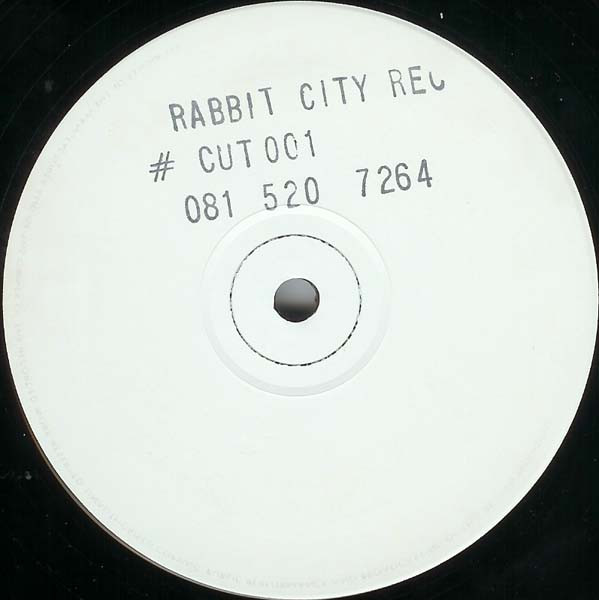 RABBIT CITY REC
# CUT001
081 520 7264